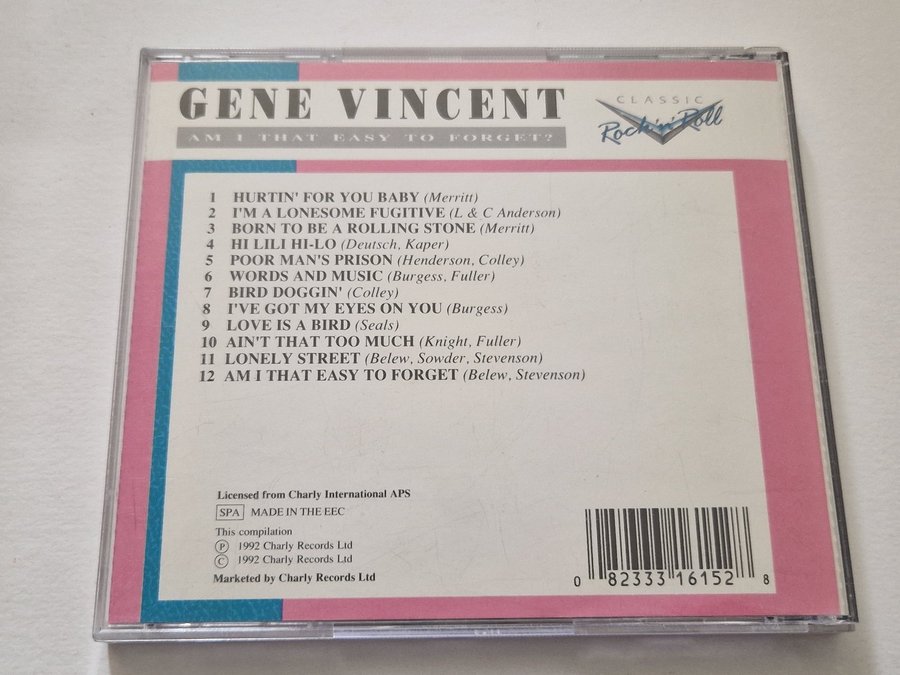 GENE VINCENT
AM I THAT EASY TO FORGET?
CLASSIC
Rock 'n' Roll
1 HURTIN' FOR YOU BABY (Merritt)
2 I'M A LONESOME FUGITIVE (L & C Anderson)
3 BORN TO BE A ROLLING STONE (Merritt)
4 HI LILI HI-LO (Deutsch, Kaper)
5 POOR MAN'S PRISON (Henderson, Colley)
6 WORDS AND MUSIC (Burgess, Fuller)
7 BIRD DOGGIN' (Colley)
8 I'VE GOT MY EYES ON YOU (Burgess)
9 LOVE IS A BIRD (Seals)
10 AIN'T THAT TOO MUCH (Knight, Fuller)
11 LONELY STREET (Belew, Sowder, Stevenson)
12 AM I THAT EASY TO FORGET (Belew, Stevenson)
Licensed from Charly International APS
SPA MADE IN THE EEC
This compilation
Ⓟ 1992 Charly Records Ltd
Ⓒ 1992 Charly Records Ltd
Marketed by Charly Records Ltd
0 82333 16152 8